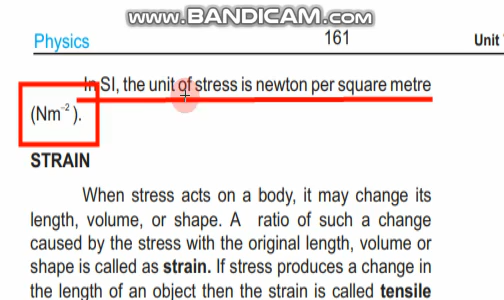 www.BANDICAM.com
Physics 161 Unit
In SI, the unit of stress is newton per square metre
(Nm⁻²).
STRAIN
When stress acts on a body, it may change its
length, volume, or shape. A ratio of such a change
caused by the stress with the original length, volume or
shape is called as strain. If stress produces a change in
the length of an object then the strain is called tensile